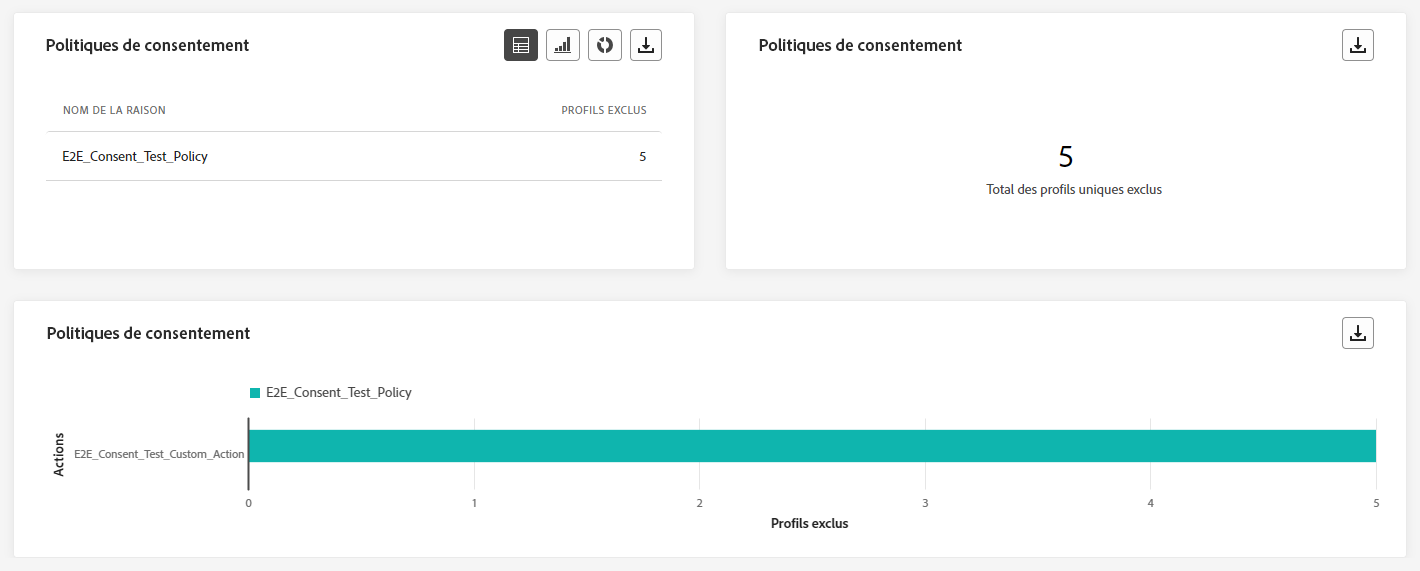 Politiques de consentement
NOM DE LA RAISON PROFILS EXCLUS
E2E_Consent_Test_Policy 5
Politiques de consentement
5
Total des profils uniques exclus
Politiques de consentement
E2E_Consent_Test_Policy
Actions
E2E_Consent_Test_Custom_Action
0 1 2 3 4 5
Profils exclus